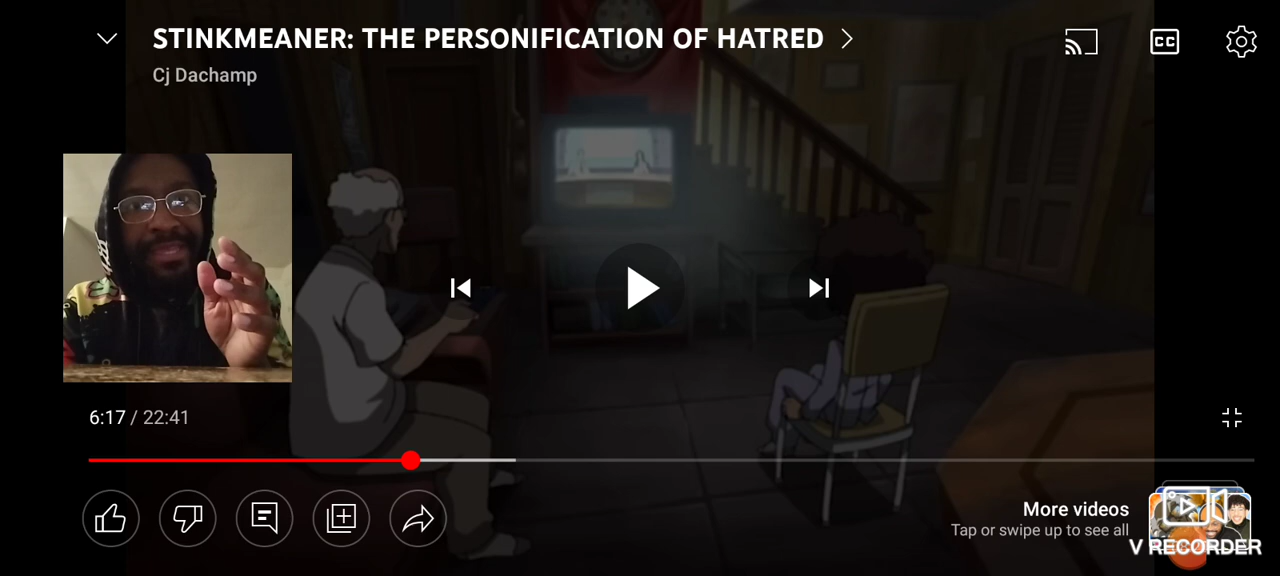 STINKMEANER: THE PERSONIFICATION OF HATRED
CC
Cj Dachamp
6:17 / 22:41
More videos
Tap or swipe up to see all
V RECORDER